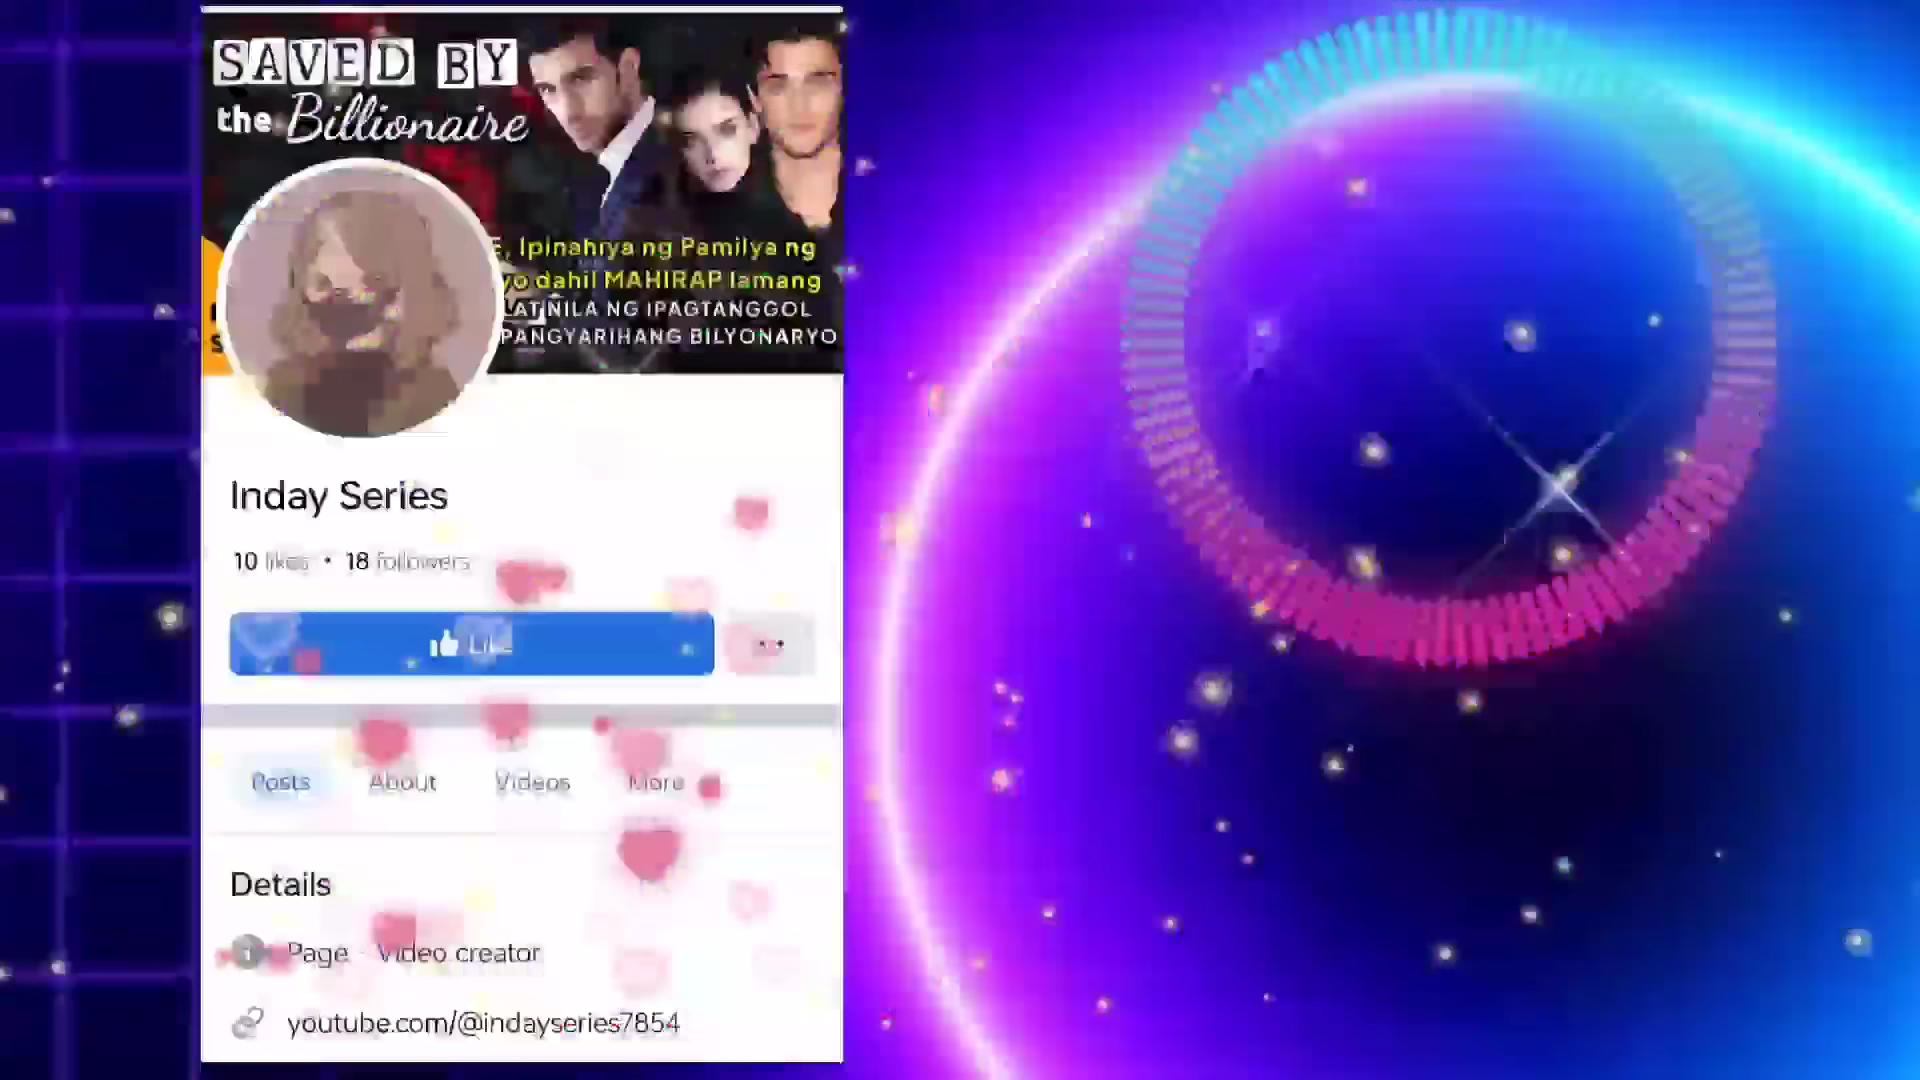 SAVED BY
the Billionaire
E, Ipinahiya ng Pamilya ng
yo dahil MAHIRAP lamang
NILA NG IPAGTANGGOL
PANGYARIHANG BILYONARYO
Inday Series
10 likes • 18 followers
Like
Posts About Videos More
Details
Page · Video creator
youtube.com/@indayseries7854